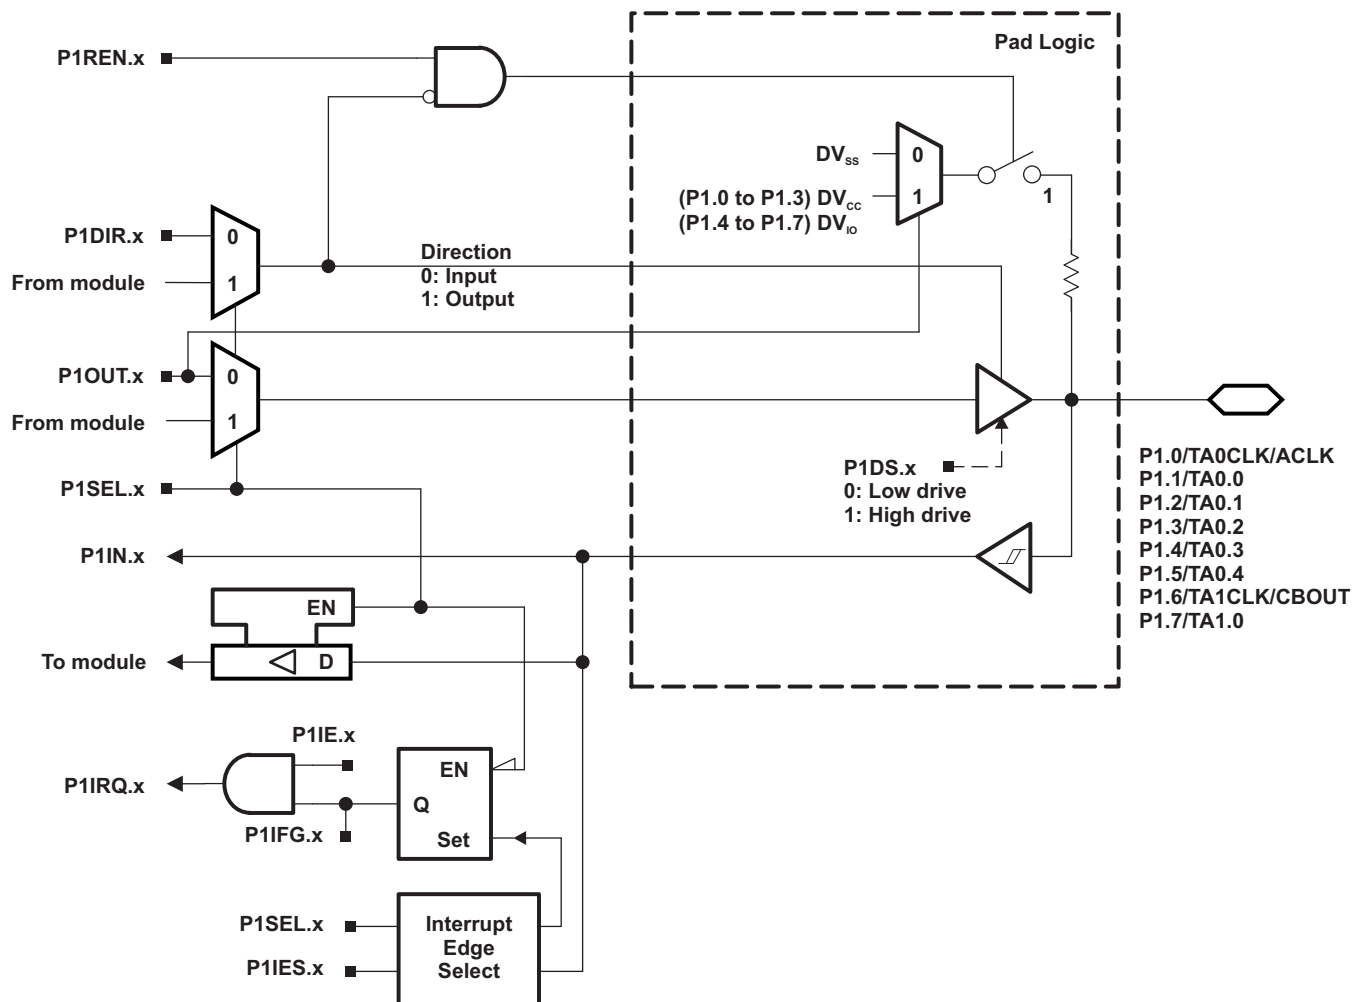 Pad Logic
P1REN.x
DVSS
0
(P1.0 to P1.3) DVCC
1
(P1.4 to P1.7) DVIO
1
P1DIR.x
0
From module
1
Direction
0: Input
1: Output
P1OUT.x
0
From module
1
P1SEL.x
P1DS.x
0: Low drive
1: High drive
P1.0/TA0CLK/ACLK
P1.1/TA0.0
P1.2/TA0.1
P1.3/TA0.2
P1.4/TA0.3
P1.5/TA0.4
P1.6/TA1CLK/CBOUT
P1.7/TA1.0
P1IN.x
EN
To module
D
P1IE.x
P1IRQ.x
EN
Q
P1IFG.x
Set
P1SEL.x
P1IES.x
Interrupt
Edge
Select